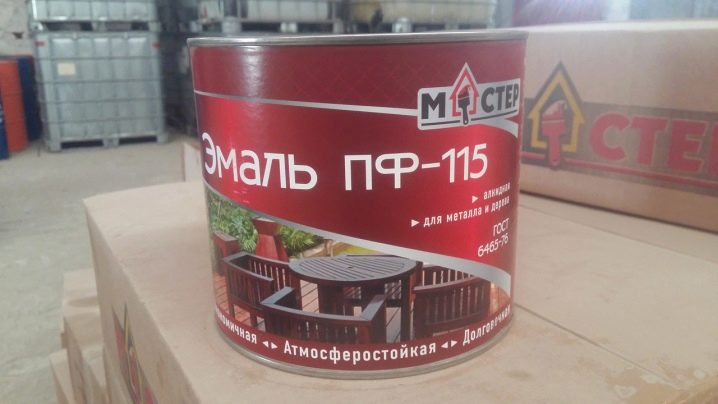 МАСТЕР
Эмаль ПФ-115
▸ алкидная
▸ для металла и дерева
ГОСТ
6465-76
◂▸ Атмосферостойкая ◂▸ Долговечная
СТЕР